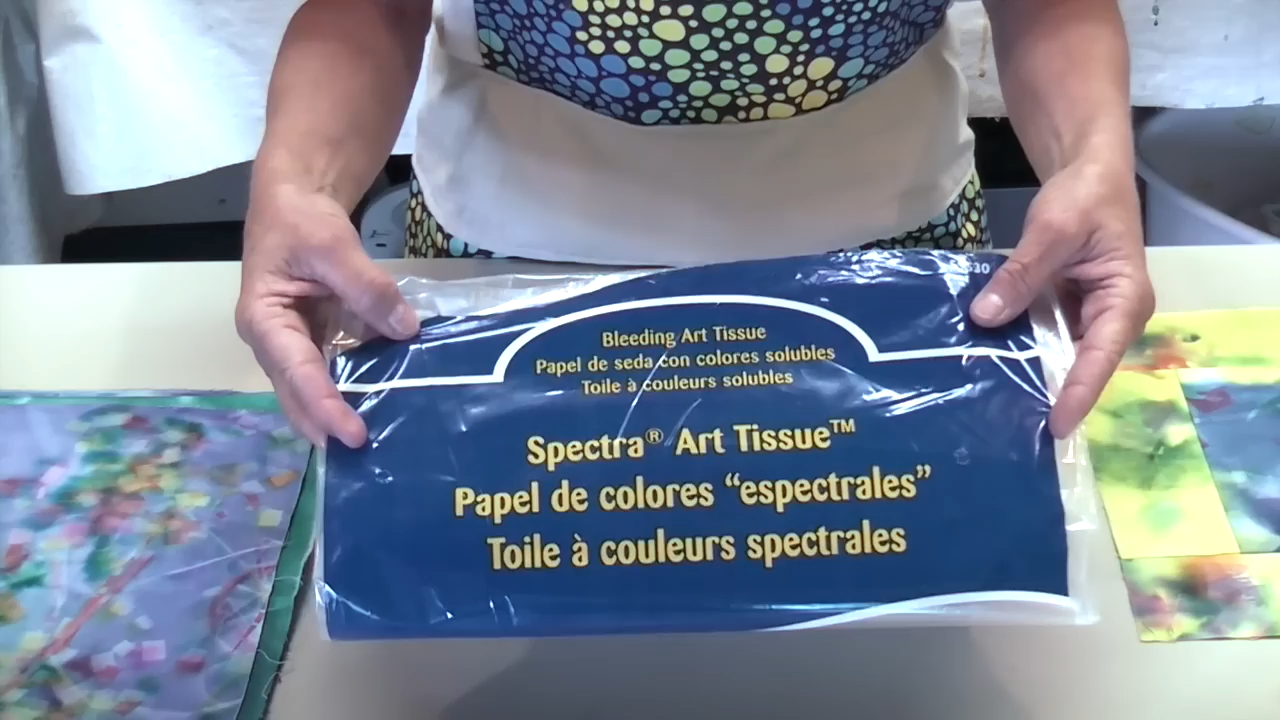 Bleeding Art Tissue
Papel de seda con colores solubles
Toile à couleurs solubles
Spectra® Art Tissue™
Papel de colores “espectrales”
Toile à couleurs spectrales